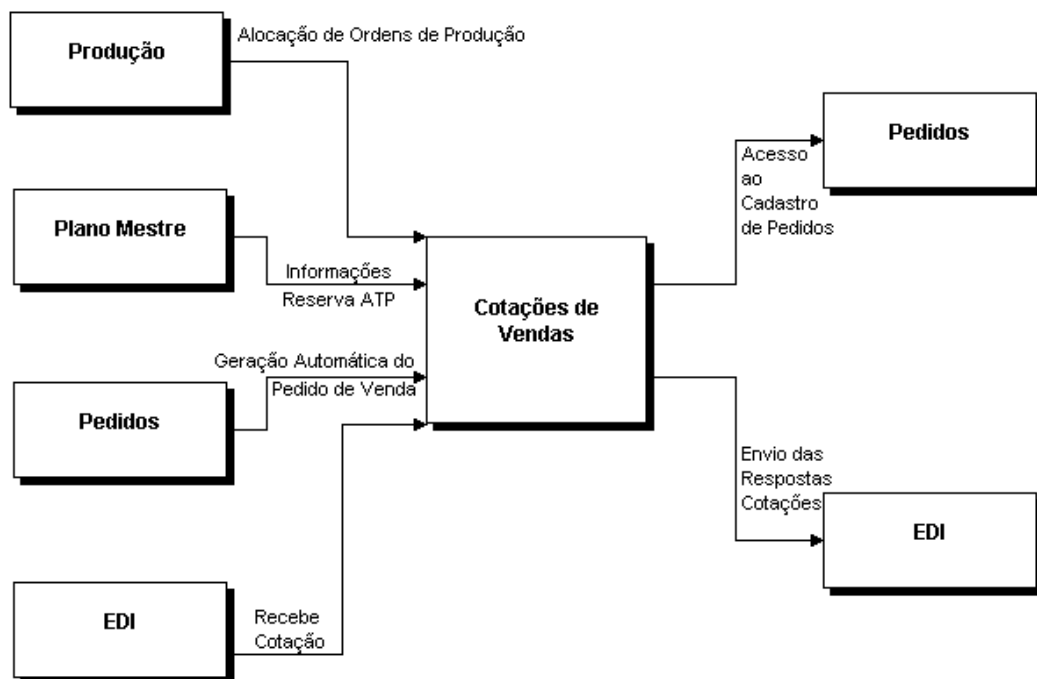 Produção
Alocação de Ordens de Produção
Plano Mestre
Informações
Reserva ATP
Geração Automática do
Pedido de Venda
Pedidos
EDI
Recebe
Cotação
Cotações de
Vendas
Acesso
ao
Cadastro
de Pedidos
Pedidos
Envio das
Respostas
Cotações
EDI